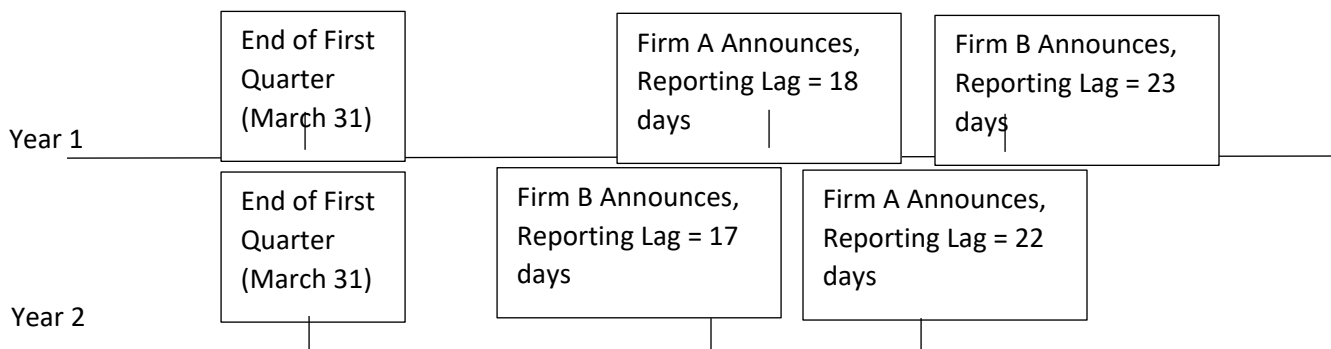 End of First
Quarter
(March 31)
Firm A Announces,
Reporting Lag = 18
days
Firm B Announces,
Reporting Lag = 23
days
Year 1
End of First
Quarter
(March 31)
Firm B Announces,
Reporting Lag = 17
days
Firm A Announces,
Reporting Lag = 22
days
Year 2